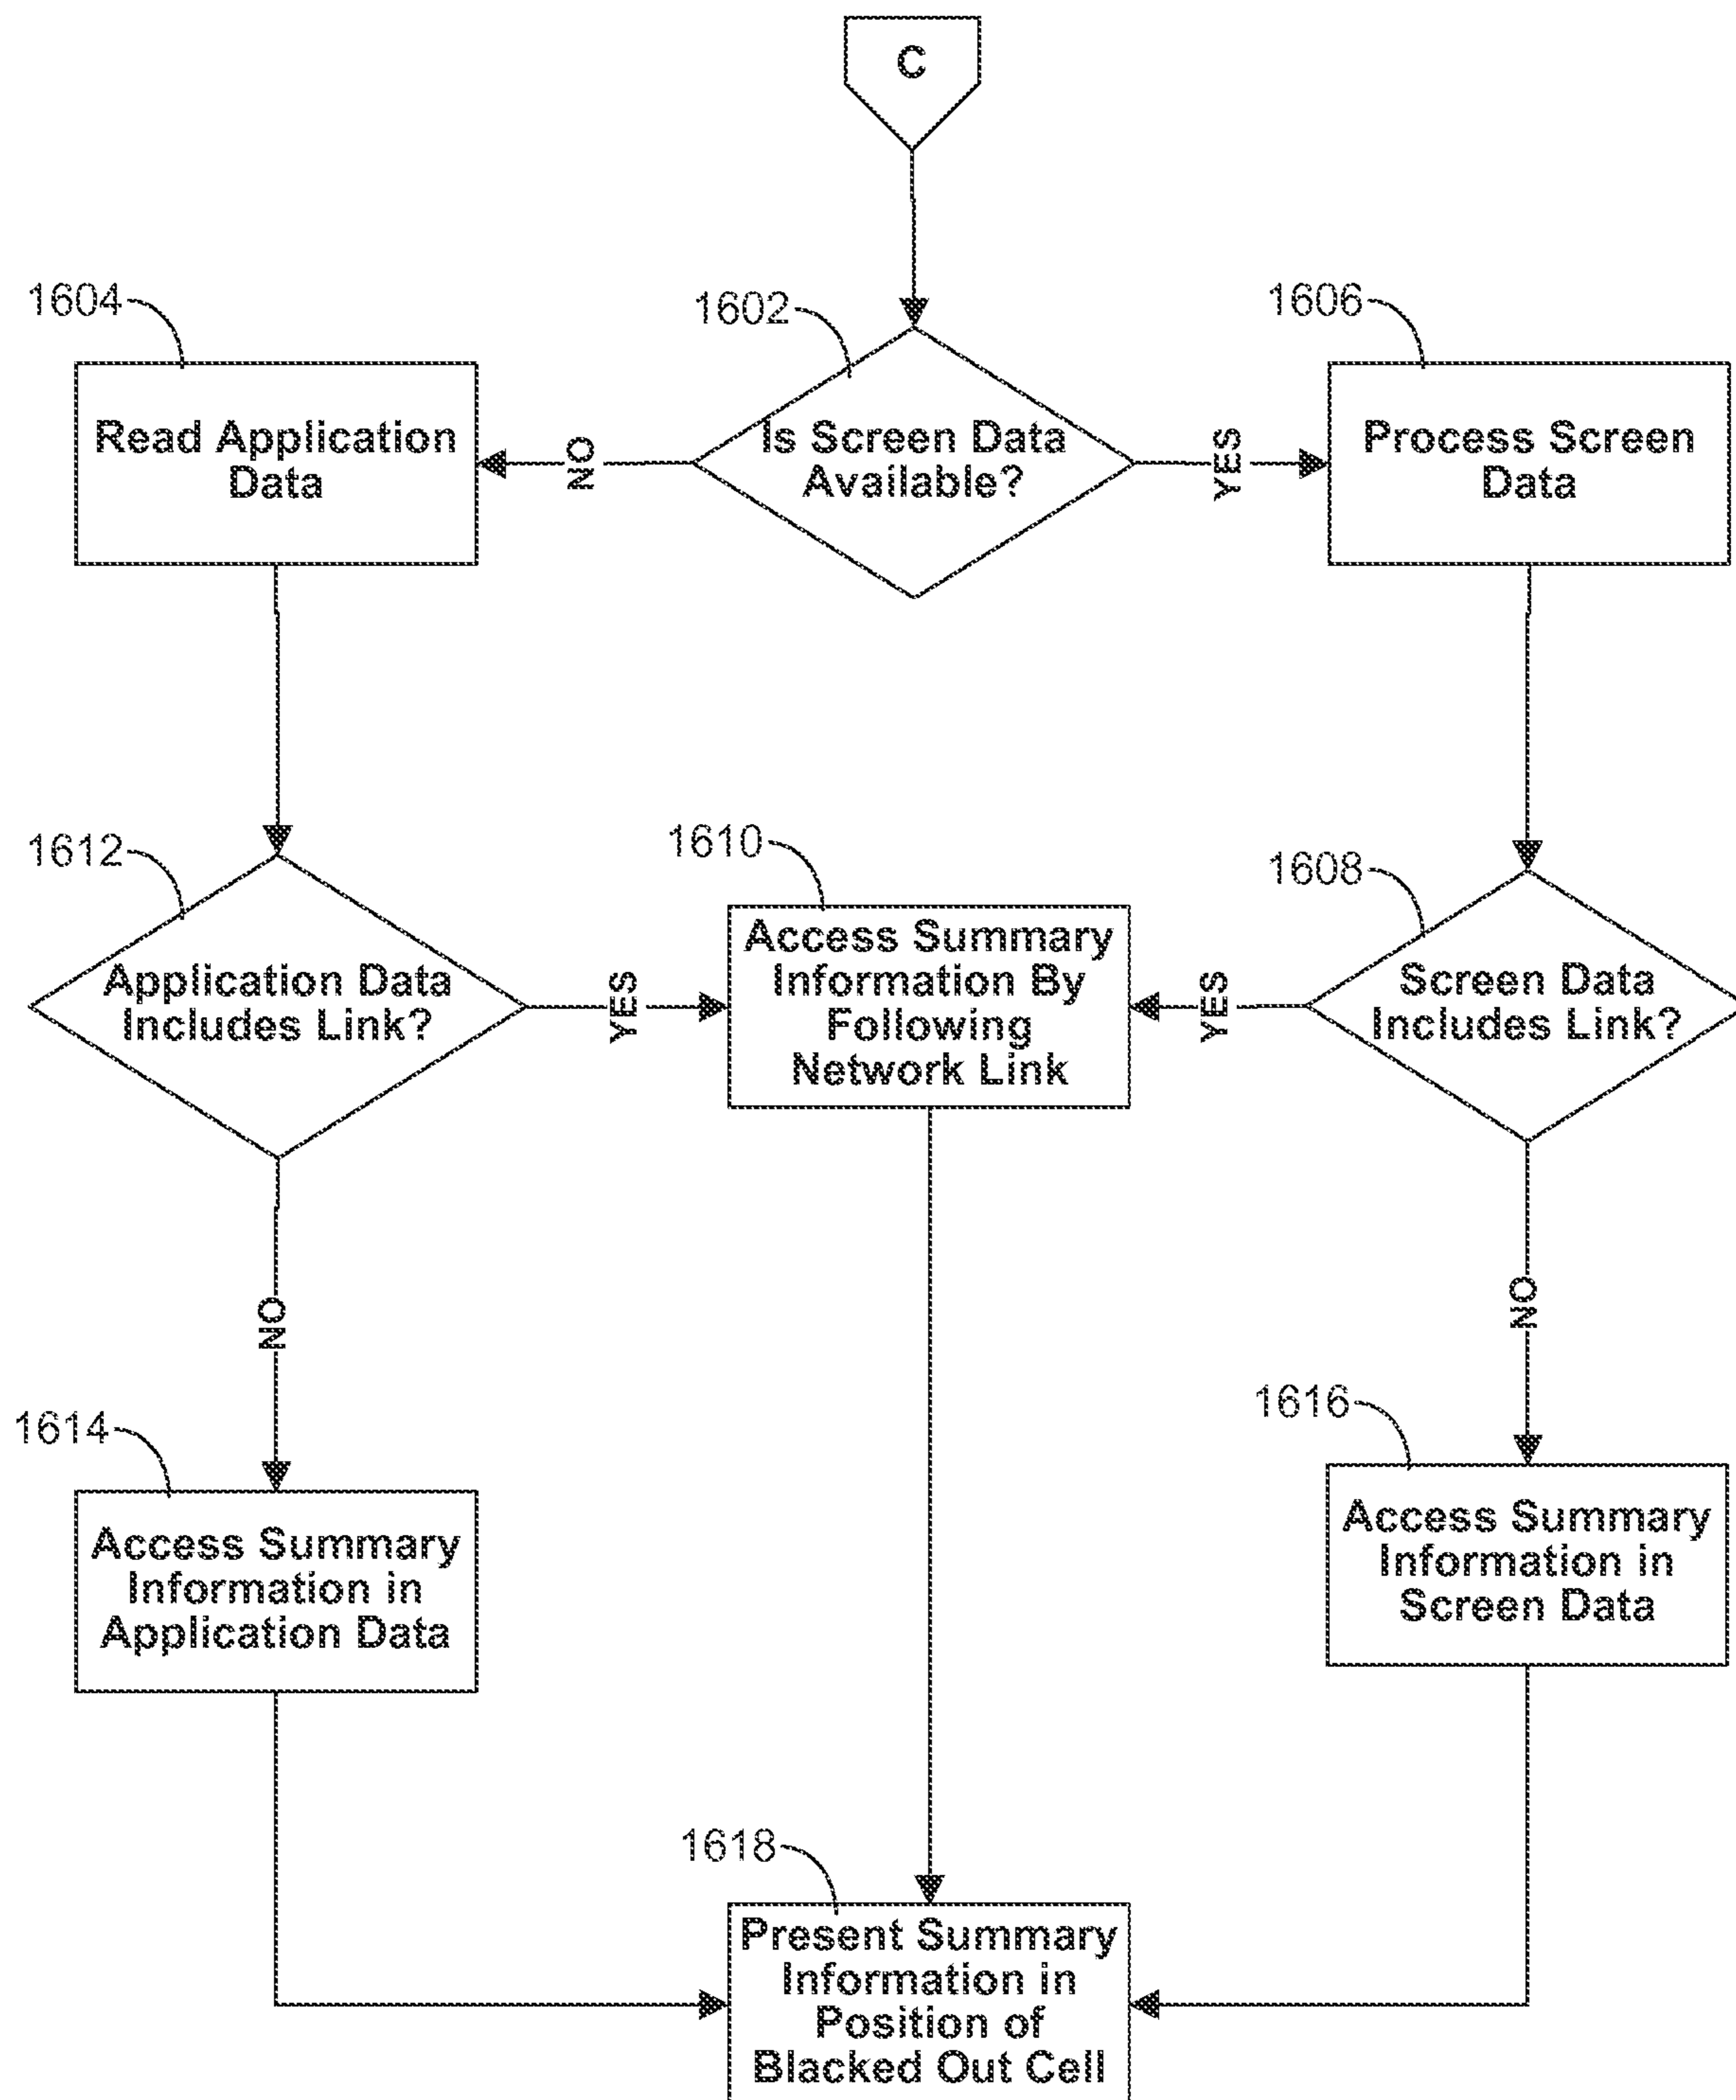 C
1604
1602
1606
Read Application
Data
NO
Is Screen Data
Available?
YES
Process Screen
Data
1612
1610
1608
Application Data
Includes Link?
YES
Access Summary
Information By
Following
Network Link
YES
Screen Data
Includes Link?
NO
NO
1614
1616
Access Summary
Information in
Application Data
Access Summary
Information in
Screen Data
1618
Present Summary
Information in
Position of
Blacked Out Cell